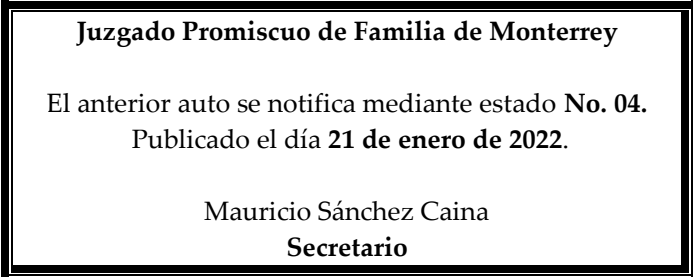 Juzgado Promiscuo de Familia de Monterrey
El anterior auto se notifica mediante estado No. 04.
Publicado el día 21 de enero de 2022.
Mauricio Sánchez Caina
Secretario